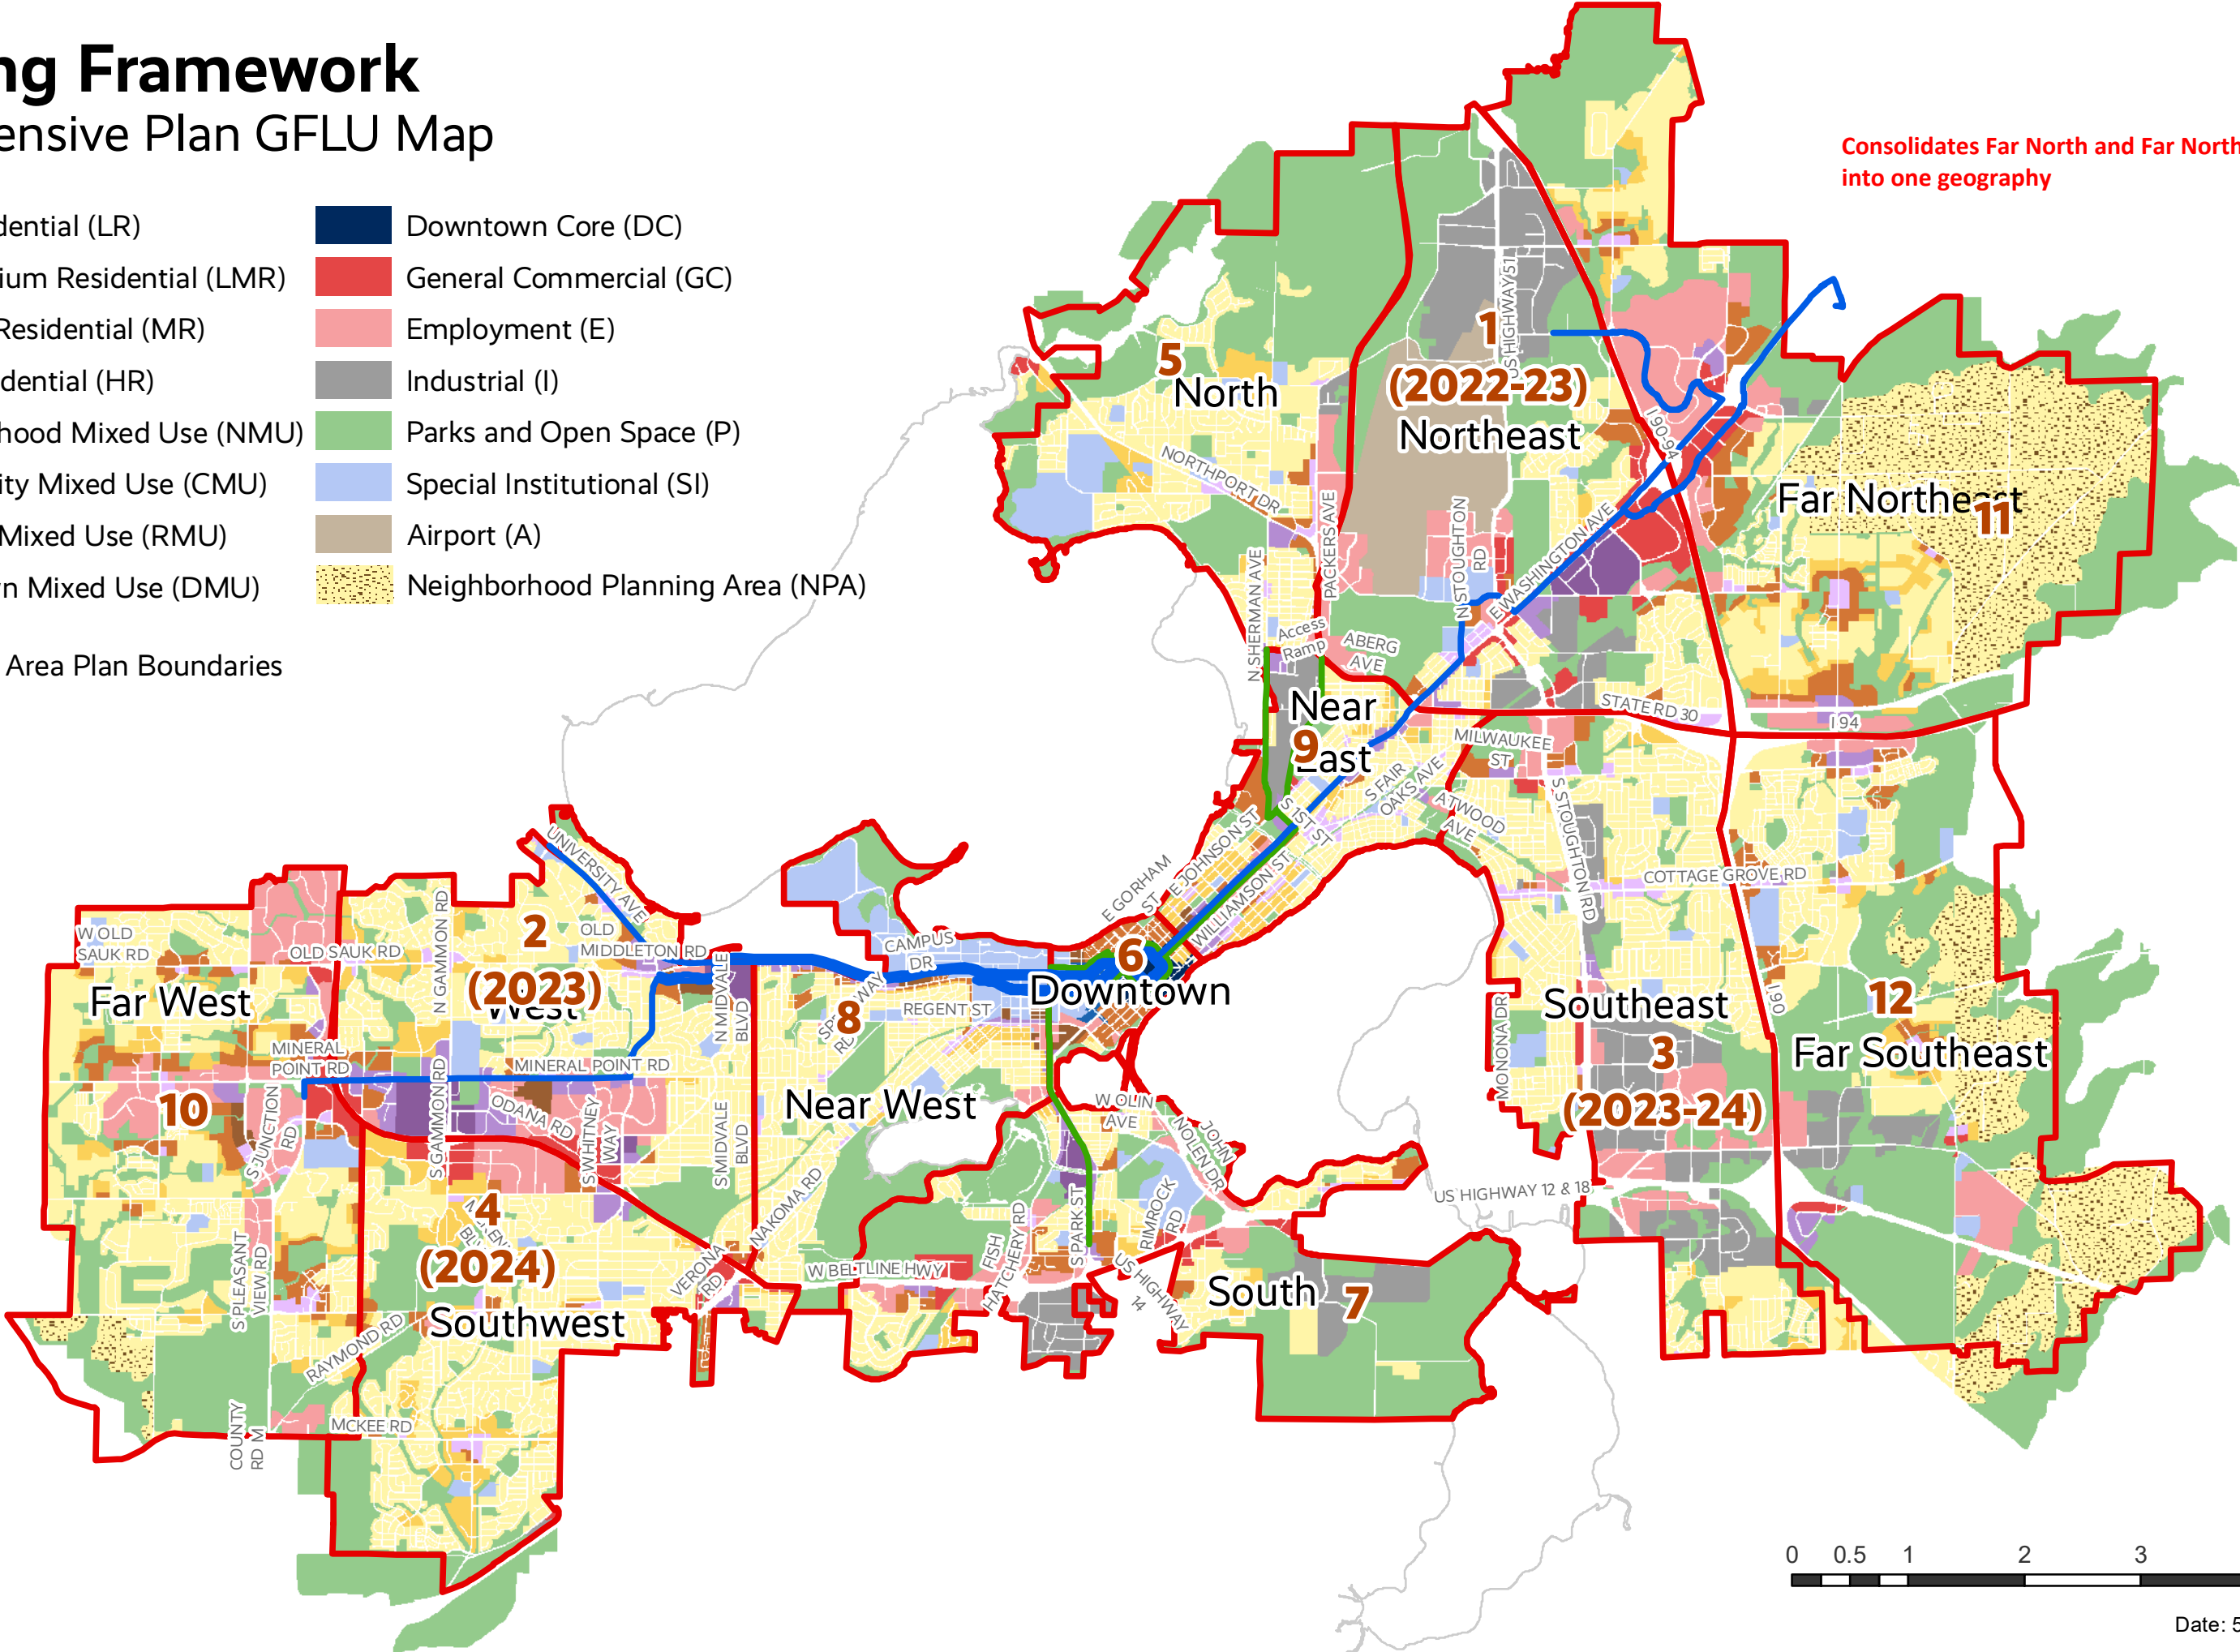 ng Framework
ensive Plan GFLU Map
dential (LR)
ium Residential (LMR)
Residential (MR)
dential (HR)
hood Mixed Use (NMU)
ity Mixed Use (CMU)
Mixed Use (RMU)
n Mixed Use (DMU)
Area Plan Boundaries
Downtown Core (DC)
General Commercial (GC)
Employment (E)
Industrial (I)
Parks and Open Space (P)
Special Institutional (SI)
Airport (A)
Neighborhood Planning Area (NPA)
Consolidates Far North and Far North
into one geography
5
North
NORTHPORT DR
1
(2022-23)
Northeast
US HIGHWAY 51
I 90-94
Far Northeast
11
PACKERS AVE
N STOUGHTON
RD
E WASHINGTON AVE
N SHERMAN AVE
Access
Ramp
ABERG
AVE
Near
9
East
STATE RD 30
I 94
MILWAUKEE
ST
S FAIR
OAKS AVE
ATWOOD
AVE
S STOUGHTON RD
S 1ST ST
E JOHNSON ST
E GORHAM
ST
WILLIAMSON ST
COTTAGE GROVE RD
UNIVERSITY AVE
W OLD
SAUK RD
OLD SAUK RD
N GAMMON RD
2
(2023)
West
OLD
MIDDLETON RD
N MIDVALE
BLVD
CAMPUS
DR
6
Downtown
REGENT ST
8
Near West
Far West
10
MINERAL
POINT RD
MINERAL POINT RD
S JUNCTION
RD
S GAMMON RD
ODANA RD
S WHITNEY
WAY
S MIDVALE
BLVD
Southeast
3
(2023-24)
MONONA DR
I 90
12
Far Southeast
W OLIN
AVE
JOHN
NOLEN DR
RIMROCK
RD
S PARK ST
FISH
HATCHERY RD
NAKOMA RD
VERONA
RD
W BELTLINE HWY
US HIGHWAY
14
US HIGHWAY 12 & 18
South
7
4
(2024)
Southwest
S PLEASANT
VIEW RD
RAYMOND RD
MCKEE RD
COUNTY
RD M
0 0.5 1 2 3
Date: 5